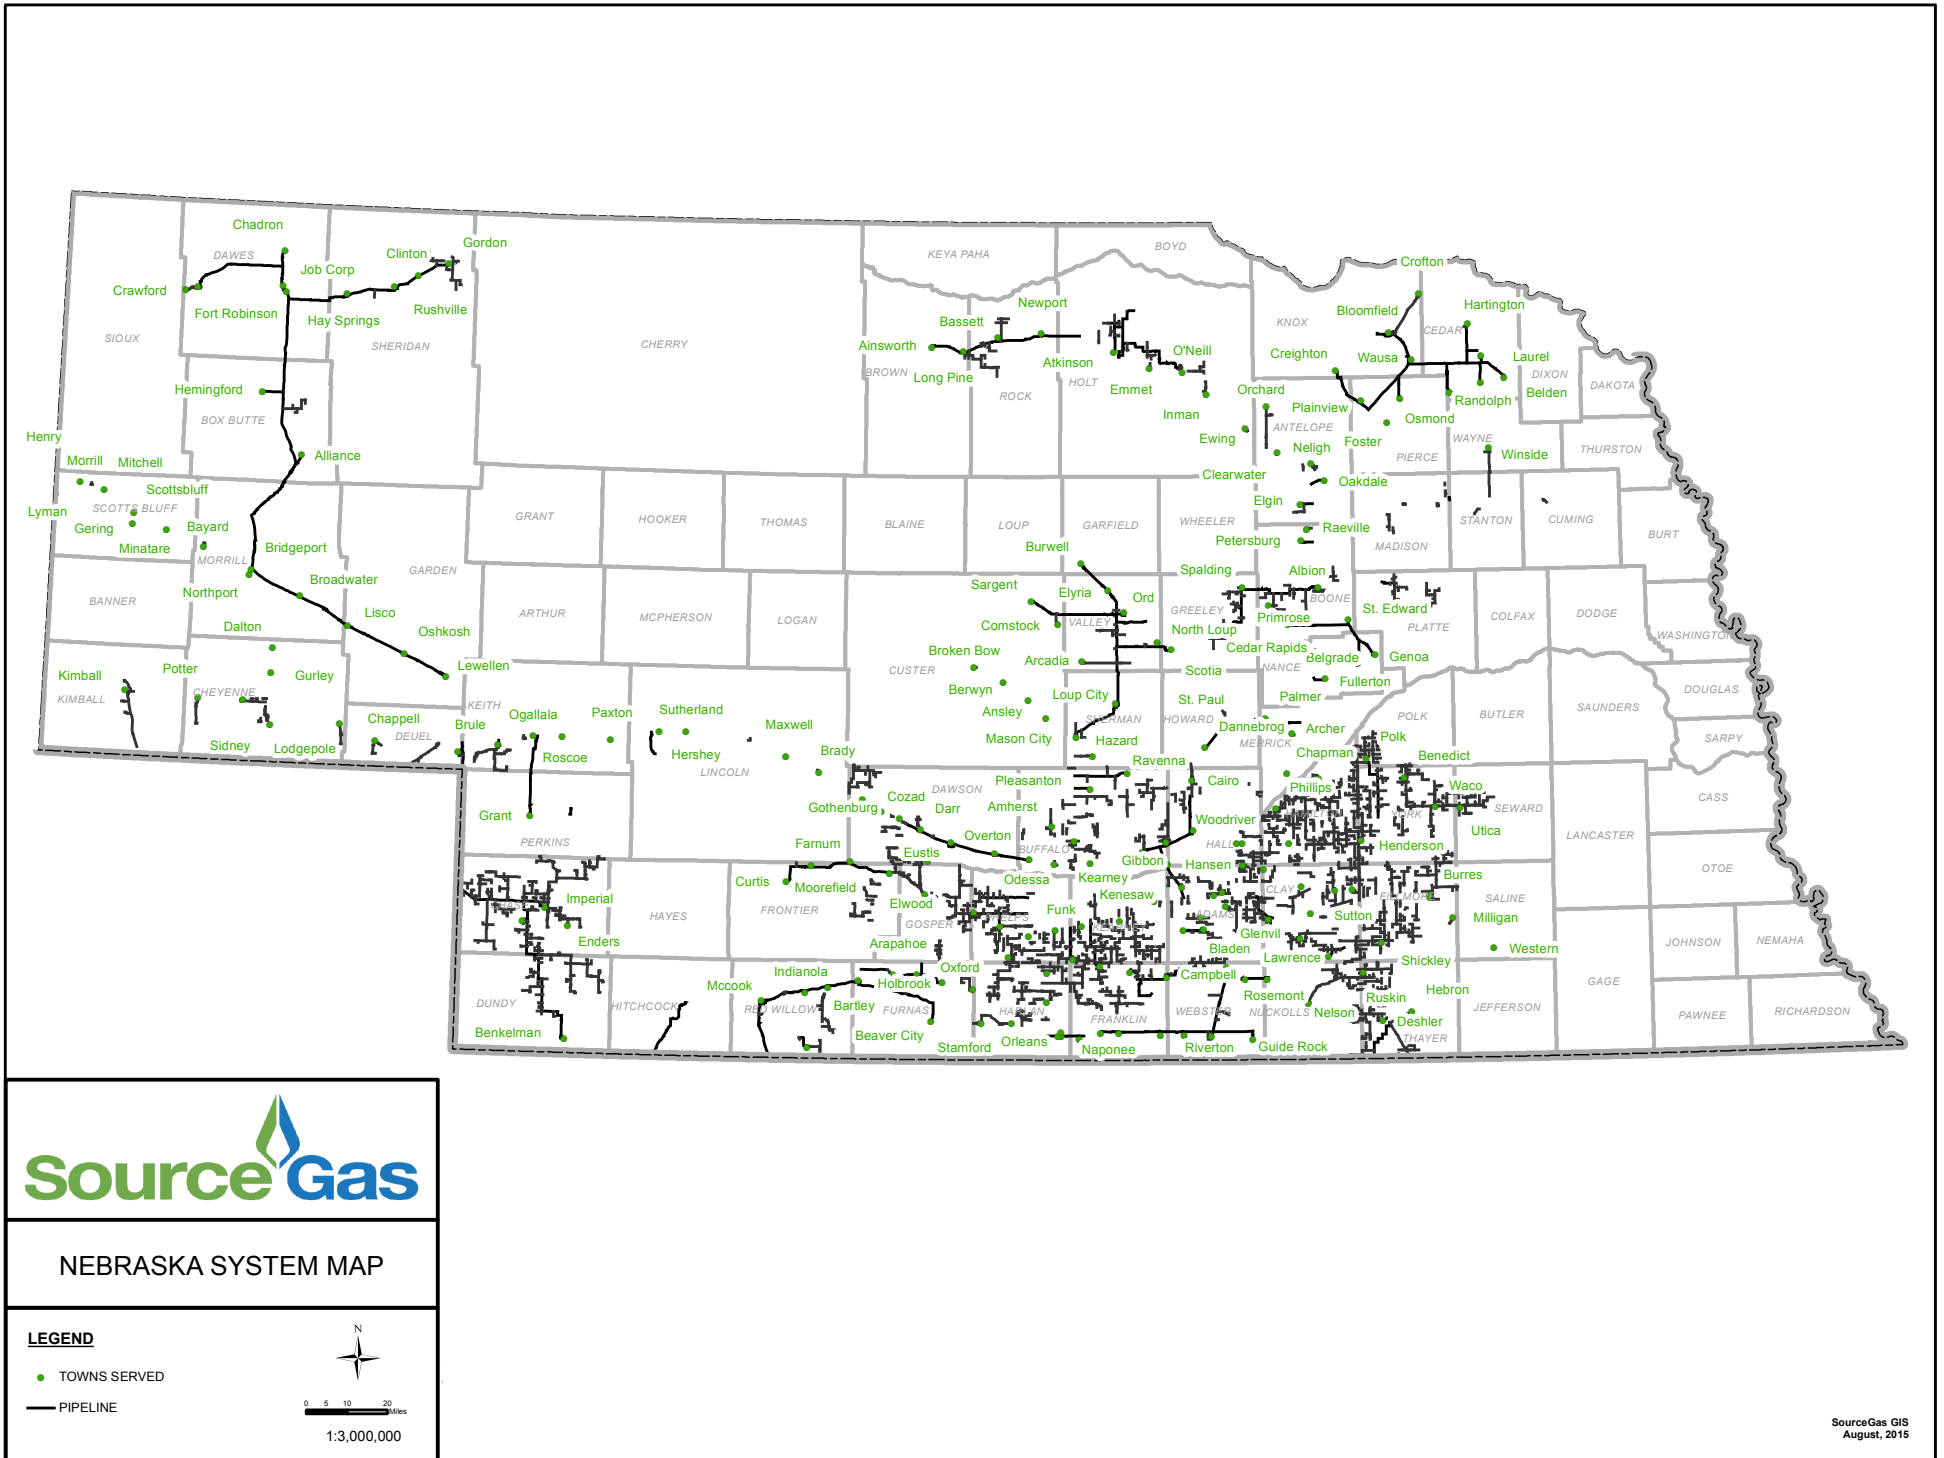 Chadron
Gordon
Clinton
DAWES
KEYA PAHA
BOYD
Crofton
Job Corp
Crawford
Fort Robinson
Hay Springs
Rushville
Newport
Bloomfield
Hartington
SIOUX
SHERIDAN
CHERRY
Bassett
KNOX
CEDAR
Ainsworth
O'Neill
Creighton
Wausa
Laurel
Atkinson
BROWN
Long Pine
HOLT
DIXON
DAKOTA
Hemingford
ROCK
Emmet
Orchard
Belden
Inman
Plainview
Randolph
BOX BUTTE
Osmond
Henry
Ewing
ANTELOPE
Foster
WAYNE
Neligh
THURSTON
Morrill
Mitchell
Alliance
PIERCE
Winside
Clearwater
Oakdale
Scottsbluff
Elgin
SCOTTS BLUFF
Lyman
Gering
Bayard
GRANT
HOOKER
THOMAS
BLAINE
LOUP
GARFIELD
WHEELER
Raeville
STANTON
CUMING
BURT
Minatare
Bridgeport
Burwell
Petersburg
MADISON
MORRILL
GARDEN
Spalding
Albion
Northport
Broadwater
Sargent
Elyria
Ord
BANNER
Lisco
ARTHUR
MCPHERSON
LOGAN
GREELEY
BOONE
St. Edward
COLFAX
DODGE
Dalton
Oshkosh
Comstock
VALLEY
Primrose
PLATTE
North Loup
WASHINGTON
Broken Bow
Cedar Rapids
Belgrade
Genoa
Potter
Lewellen
CUSTER
Arcadia
Scotia
NANCE
Kimball
Gurley
Berwyn
Loup City
Fullerton
KIMBALL
CHEYENNE
KEITH
St. Paul
Palmer
DOUGLAS
Ogallala
Paxton
Sutherland
Ansley
SHERMAN
HOWARD
Dannebrog
Archer
POLK
BUTLER
SAUNDERS
Chappell
Brule
Maxwell
Mason City
Hazard
MERRICK
Polk
SARPY
DEUEL
Sidney
Lodgepole
Roscoe
Hershey
Brady
Ravenna
Chapman
Benedict
LINCOLN
Pleasanton
Cairo
Phillips
Waco
Gothenburg
Cozad
DAWSON
Darr
Amherst
CASS
Grant
HAMILTON
YORK
SEWARD
Woodriver
Utica
PERKINS
Farnum
Overton
LANCASTER
Eustis
BUFFALO
Gibbon
HALL
Hansen
Henderson
OTOE
Curtis
Moorefield
Odessa
Kearney
Burres
Imperial
Elwood
Kenesaw
CLAY
FILLMORE
SALINE
CHASE
HAYES
FRONTIER
GOSPER
Funk
PHELPS
KEARNEY
ADAMS
Sutton
Milligan
Enders
Arapahoe
Glenvil
Bladen
Lawrence
Western
JOHNSON
NEMAHA
Mccook
Indianola
Oxford
Campbell
Shickley
Holbrook
Hebron
GAGE
DUNDY
HITCHCOCK
RED WILLOW
Bartley
FURNAS
HARLAN
FRANKLIN
WEBSTER
Rosemont
NUCKOLLS
Nelson
Ruskin
Deshler
JEFFERSON
PAWNEE
RICHARDSON
Benkelman
Beaver City
Stamford
Orleans
Naponee
Riverton
Guide Rock
THAYER
Source Gas
NEBRASKA SYSTEM MAP
LEGEND
N
TOWNS SERVED
PIPELINE
0 5 10 20
Miles
1:3,000,000
SourceGas GIS
August, 2015